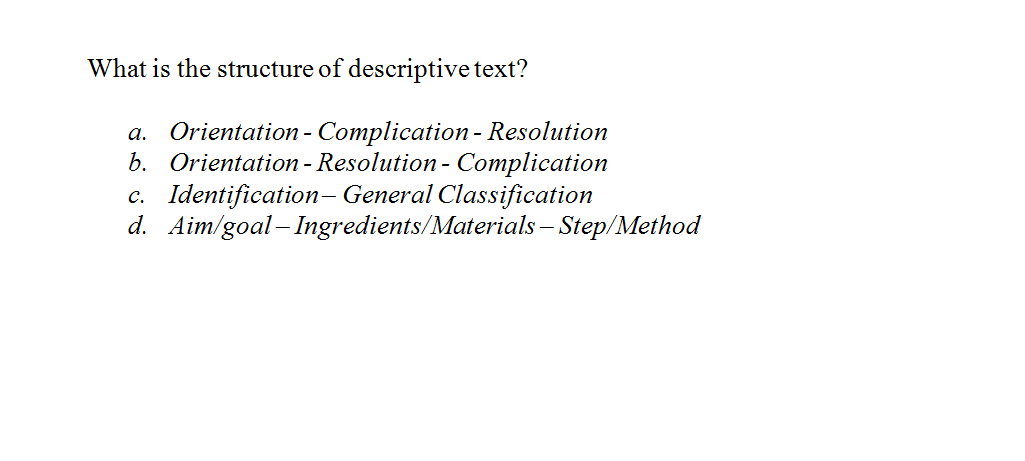 What is the structure of descriptive text?
a. Orientation - Complication - Resolution
b. Orientation - Resolution - Complication
c. Identification – General Classification
d. Aim/goal – Ingredients/Materials – Step/Method